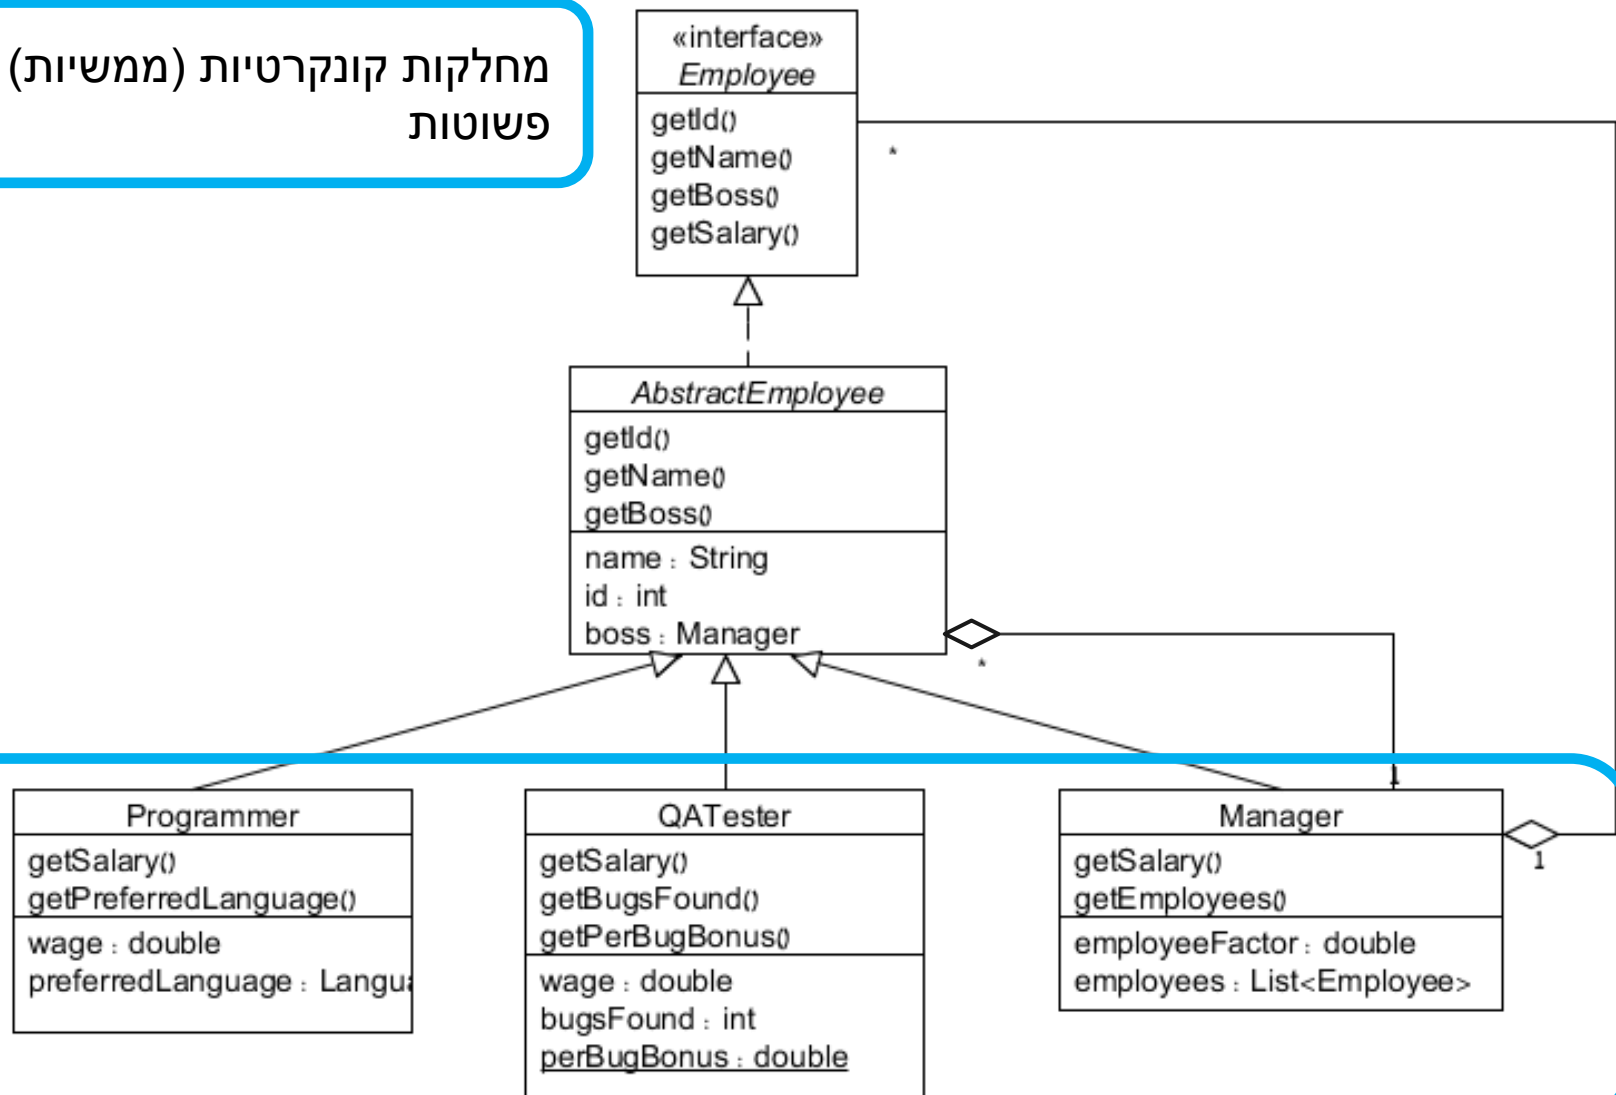 מחלקות קונקרטיות (ממשיות)
פשוטות
«interface»
Employee
getId()
getName()
getBoss()
getSalary()
*
AbstractEmployee
getId()
getName()
getBoss()
name : String
id : int
boss : Manager
*
1
Programmer
getSalary()
getPreferredLanguage()
wage : double
preferredLanguage :
QATester
getSalary()
getBugsFound()
getPerBugBonus()
wage : double
bugsFound : int
perBugBonus : double
Manager
getSalary()
getEmployees()
employeeFactor : double
employees : List<Employee>
1